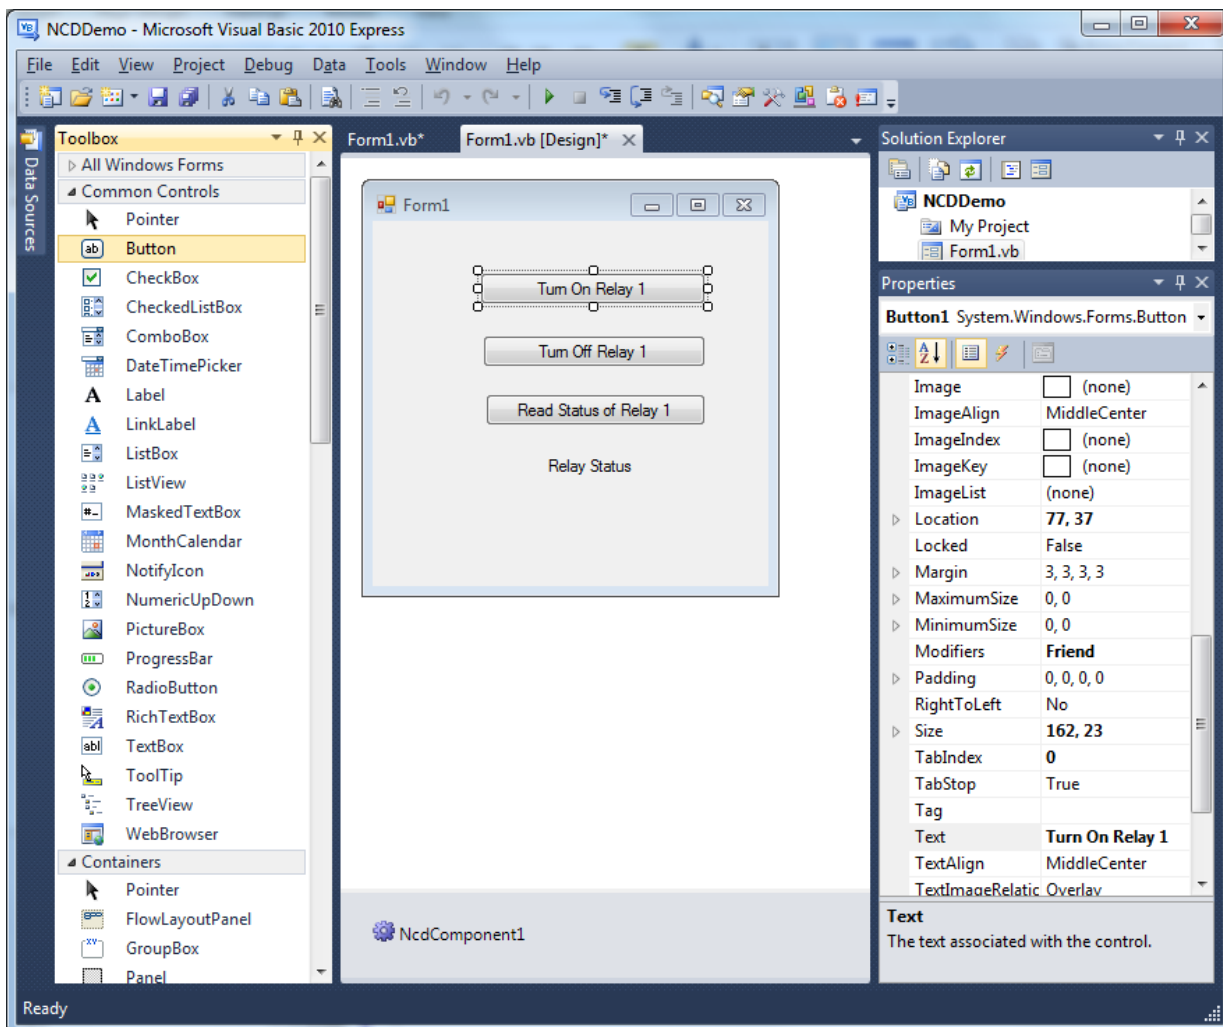 NCDDemo - Microsoft Visual Basic 2010 Express
File Edit View Project Debug Data Tools Window Help
Data Sources
Toolbox
All Windows Forms
Common Controls
Pointer
Button
CheckBox
CheckedListBox
ComboBox
DateTimePicker
Label
LinkLabel
ListBox
ListView
MaskedTextBox
MonthCalendar
NotifyIcon
NumericUpDown
PictureBox
ProgressBar
RadioButton
RichTextBox
TextBox
ToolTip
TreeView
WebBrowser
Containers
Pointer
FlowLayoutPanel
GroupBox
Panel
Form1.vb* Form1.vb [Design]*
Form1
Turn On Relay 1
Turn Off Relay 1
Read Status of Relay 1
Relay Status
NcdComponent1
Solution Explorer
NCDDemo
My Project
Form1.vb
Properties
Button1 System.Windows.Forms.Button
Image (none)
ImageAlign MiddleCenter
ImageIndex (none)
ImageKey (none)
ImageList (none)
Location 77, 37
Locked False
Margin 3, 3, 3, 3
MaximumSize 0, 0
MinimumSize 0, 0
Modifiers Friend
Padding 0, 0, 0, 0
RightToLeft No
Size 162, 23
TabIndex 0
TabStop True
Tag
Text Turn On Relay 1
TextAlign MiddleCenter
TextImageRelatic Overlay
Text
The text associated with the control.
Ready